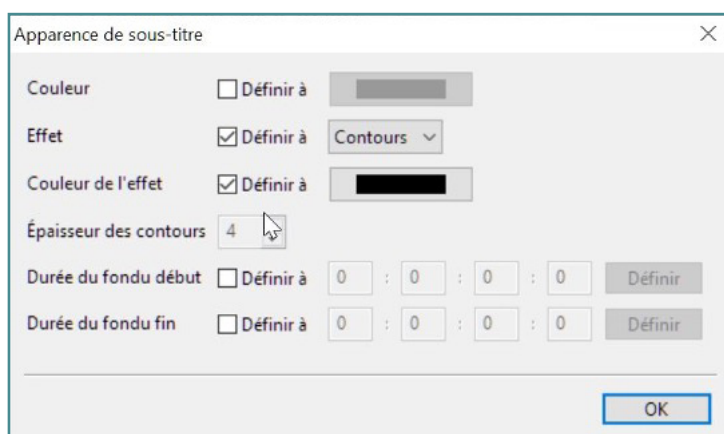 Apparence de sous-titre
Couleur Définir à
Effet Définir à Contours
Couleur de l'effet Définir à
Épaisseur des contours 4
Durée du fondu début Définir à 0 : 0 : 0 : 0 Définir
Durée du fondu fin Définir à 0 : 0 : 0 : 0 Définir
OK